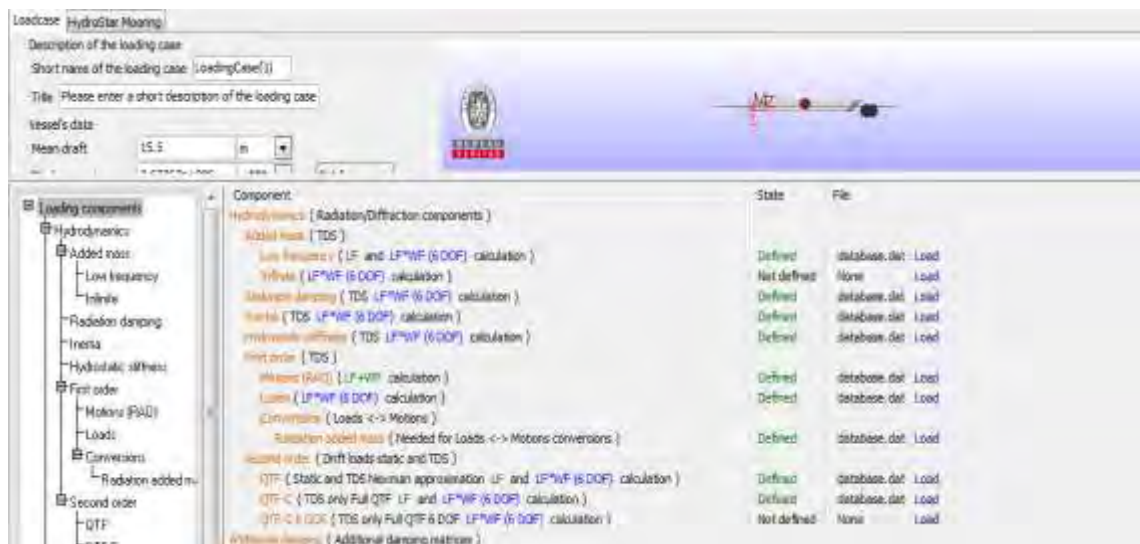 Loadcase HydroStar Mooring
Description of the loading case
Short name of the loading case LoadingCase(1)
Title Please enter a short description of the loading case
Vessel's data
Mean draft 15.5 m
BUREAU
VERITAS
MZ
Loading components
Hydrodynamics
Added mass
Low frequency
Infinite
Radiation damping
Inertia
Hydrostatic stiffness
First order
Motions (RAO)
Loads
Conversions
Radiation added m
Second order
QTF
Component State File
Hydrodynamics ( Radiation/Diffraction components )
Added mass ( TDS )
Low frequency ( LF and LF*WF (6 DOF) calculation ) Defined database.dat Load
Infinite ( LF*WF (6 DOF) calculation ) Not defined None Load
Radiation damping ( TDS LF*WF (6 DOF) calculation ) Defined database.dat Load
Inertia ( TDS LF*WF (6 DOF) calculation ) Defined database.dat Load
Hydrostatic stiffness ( TDS LF*WF (6 DOF) calculation ) Defined database.dat Load
First order ( TDS )
Motions (RAO) ( LF+WF calculation ) Defined database.dat Load
Loads ( LF*WF (6 DOF) calculation ) Defined database.dat Load
Conversions ( Loads <-> Motions )
Radiation added mass ( Needed for Loads <-> Motions conversions ) Defined database.dat Load
Second order ( Drift loads static and TDS )
QTF ( Static and TDS Newman approximation LF and LF*WF (6 DOF) calculation ) Defined database.dat Load
QTF-C ( TDS only Full QTF LF and LF*WF (6 DOF) calculation ) Defined database.dat Load
QTF-C 6 DOF ( TDS only Full QTF 6 DOF LF*WF (6 DOF) calculation ) Not defined None Load
Additional damping ( Additional damping matrices )